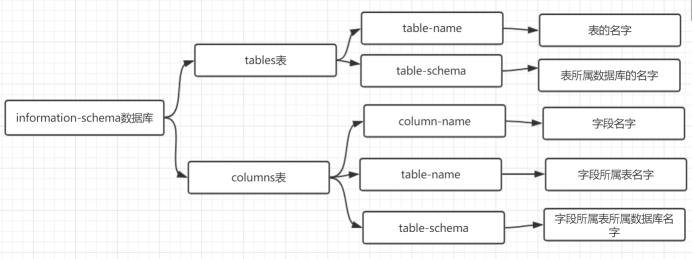 table-name
表的名字
tables表
table-schema
表所属数据库的名字
information-schema数据库
column-name
字段名字
columns表
table-name
字段所属表名字
table-schema
字段所属表所属数据库名
字